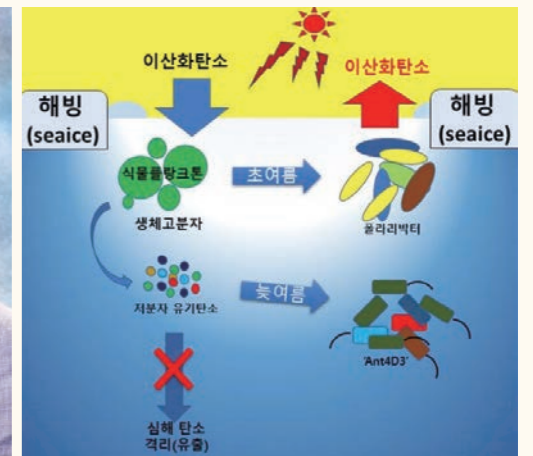 이산화탄소
이산화탄소
해빙
(seaice)
해빙
(seaice)
식물플랑크톤
초여름
생체고분자
폴라리박터
늦여름
저분자 유기탄소
'Ant4D3'
심해 탄소
격리(유출)